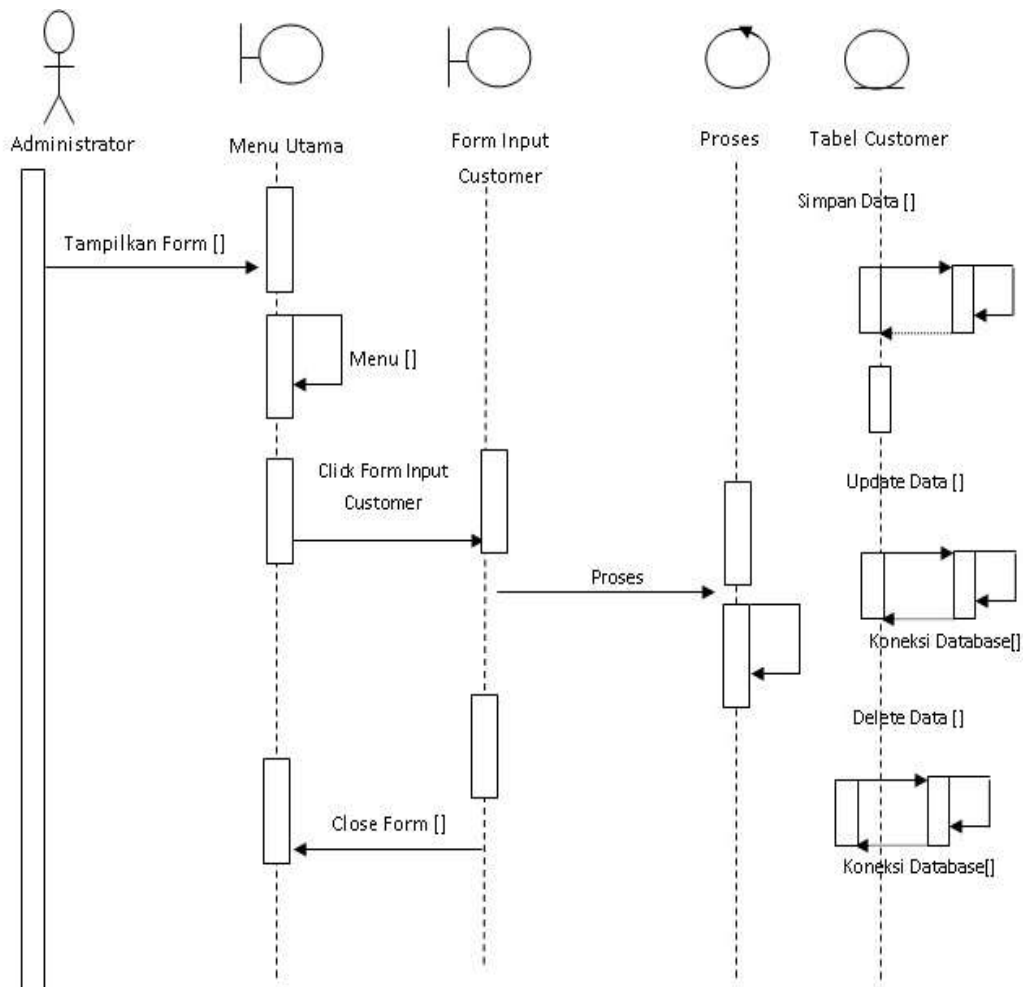 Administrator
Menu Utama
Form Input
Customer
Proses
Tabel Customer
Simpan Data []
Tampilkan Form []
Menu []
Click Form Input
Customer
Update Data []
Proses
Koneksi Database[]
Delete Data []
Close Form []
Koneksi Database[]